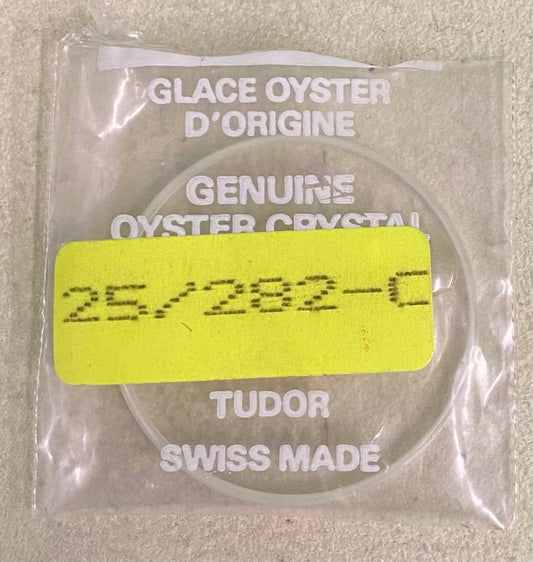 GLACE OYSTER
D'ORIGINE
GENUINE
OYSTER CRYSTAL
25/282-C
TUDOR
SWISS MADE